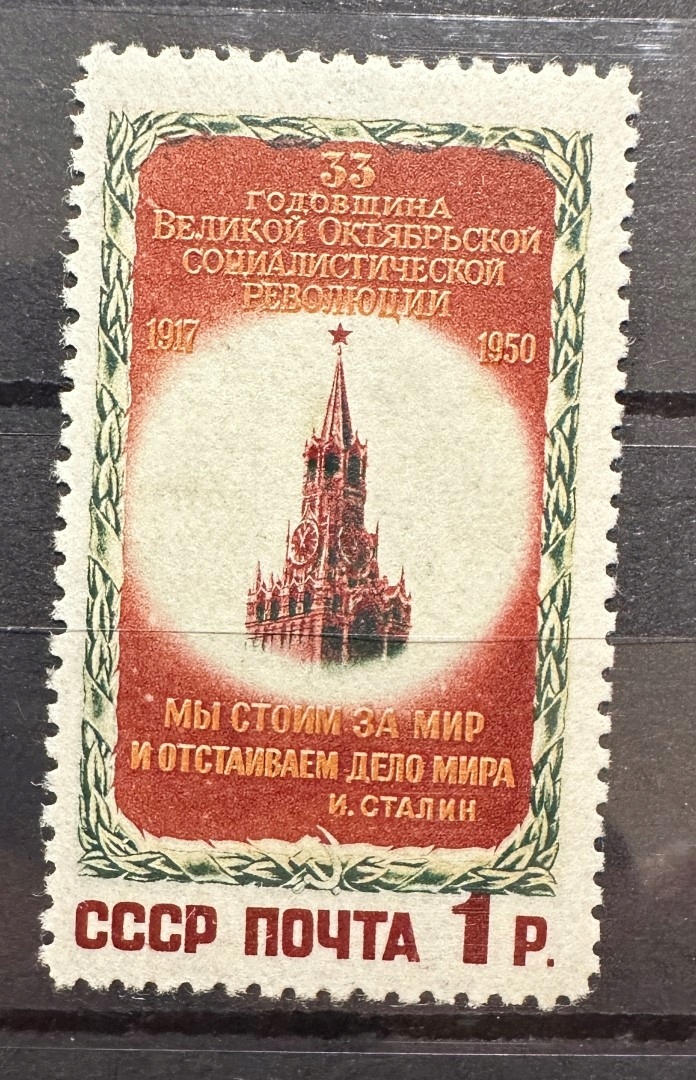 33
ГОДОВЩИНА
ВЕЛИКОЙ ОКТЯБРЬСКОЙ
СОЦИАЛИСТИЧЕСКОЙ
РЕВОЛЮЦИИ
1917 1950
МЫ СТОИМ ЗА МИР
И ОТСТАИВАЕМ ДЕЛО МИРА
И. СТАЛИН
СССР ПОЧТА 1 Р.